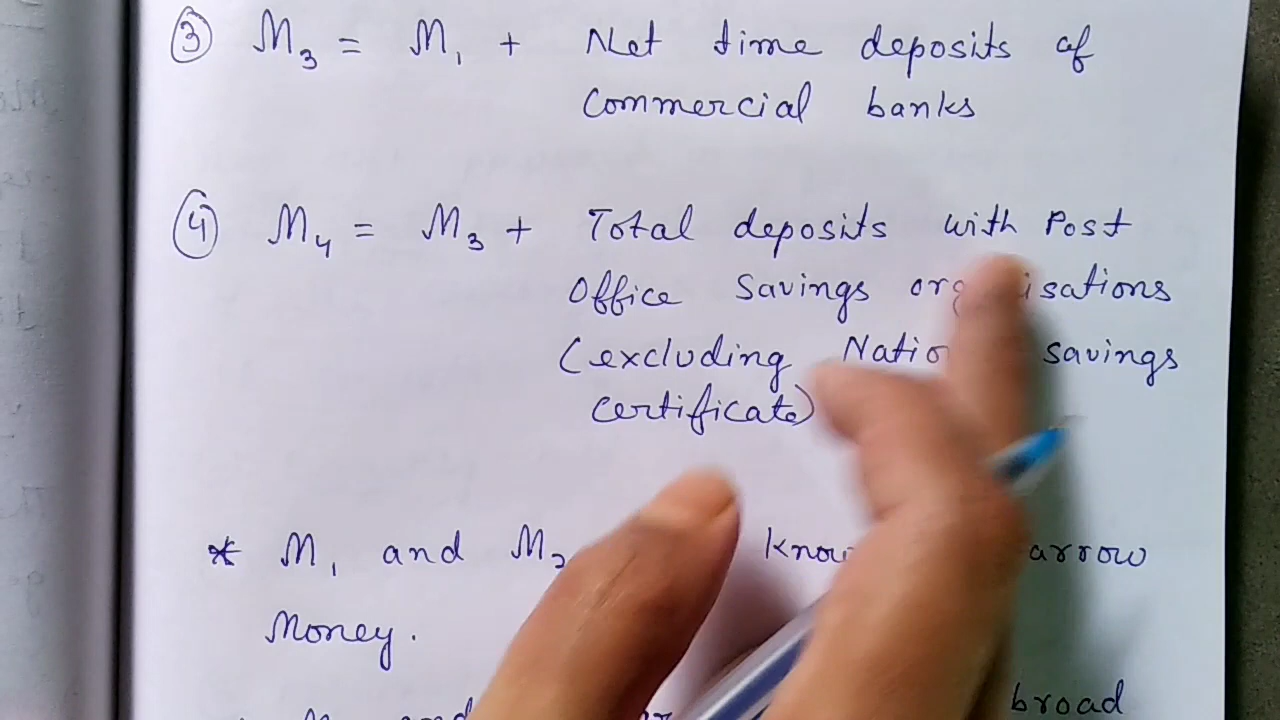 ③ M₃ = M₁ + Net time deposits of
Commercial banks
④ M₄ = M₃ + Total deposits with Post
Office Savings
(excluding savings
certificate)
* M₁ and M₂
Money.
broad